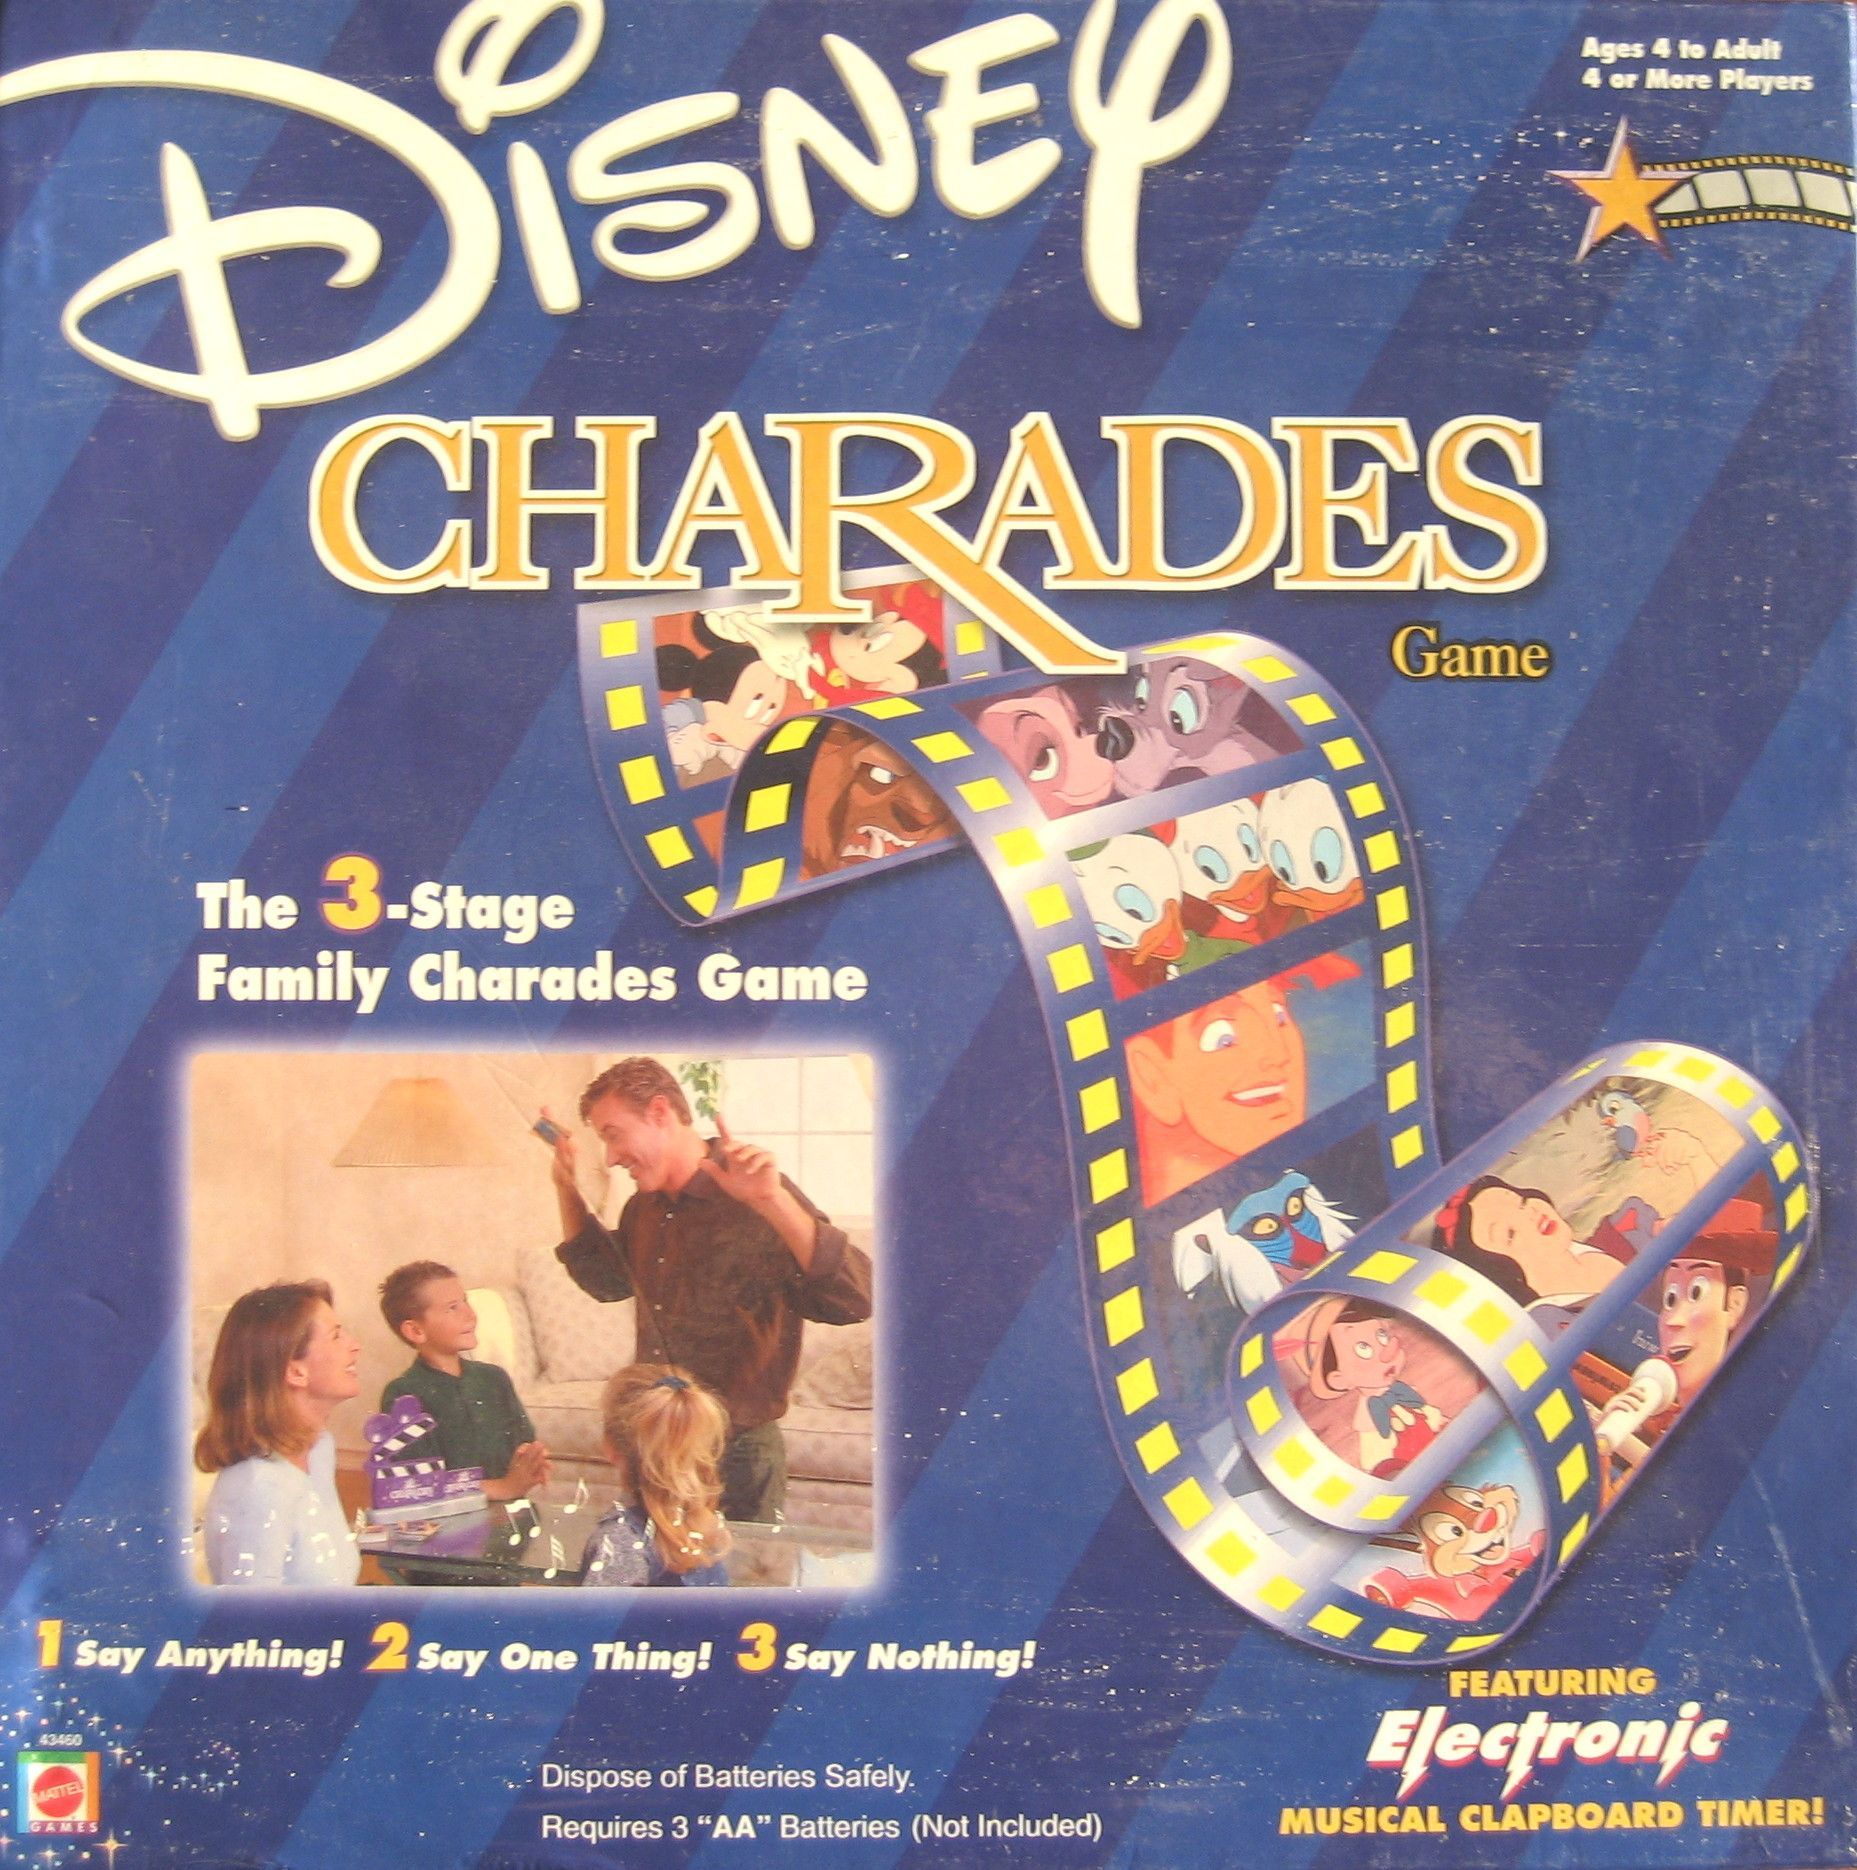 Disney
Ages 4 to Adult
4 or More Players
CHARADES
Game
The 3-Stage
Family Charades Game
1 Say Anything! 2 Say One Thing! 3 Say Nothing!
FEATURING
Electronic
MUSICAL CLAPBOARD TIMER!
43460
MATTEL
GAMES
Dispose of Batteries Safely.
Requires 3 “AA” Batteries (Not Included)